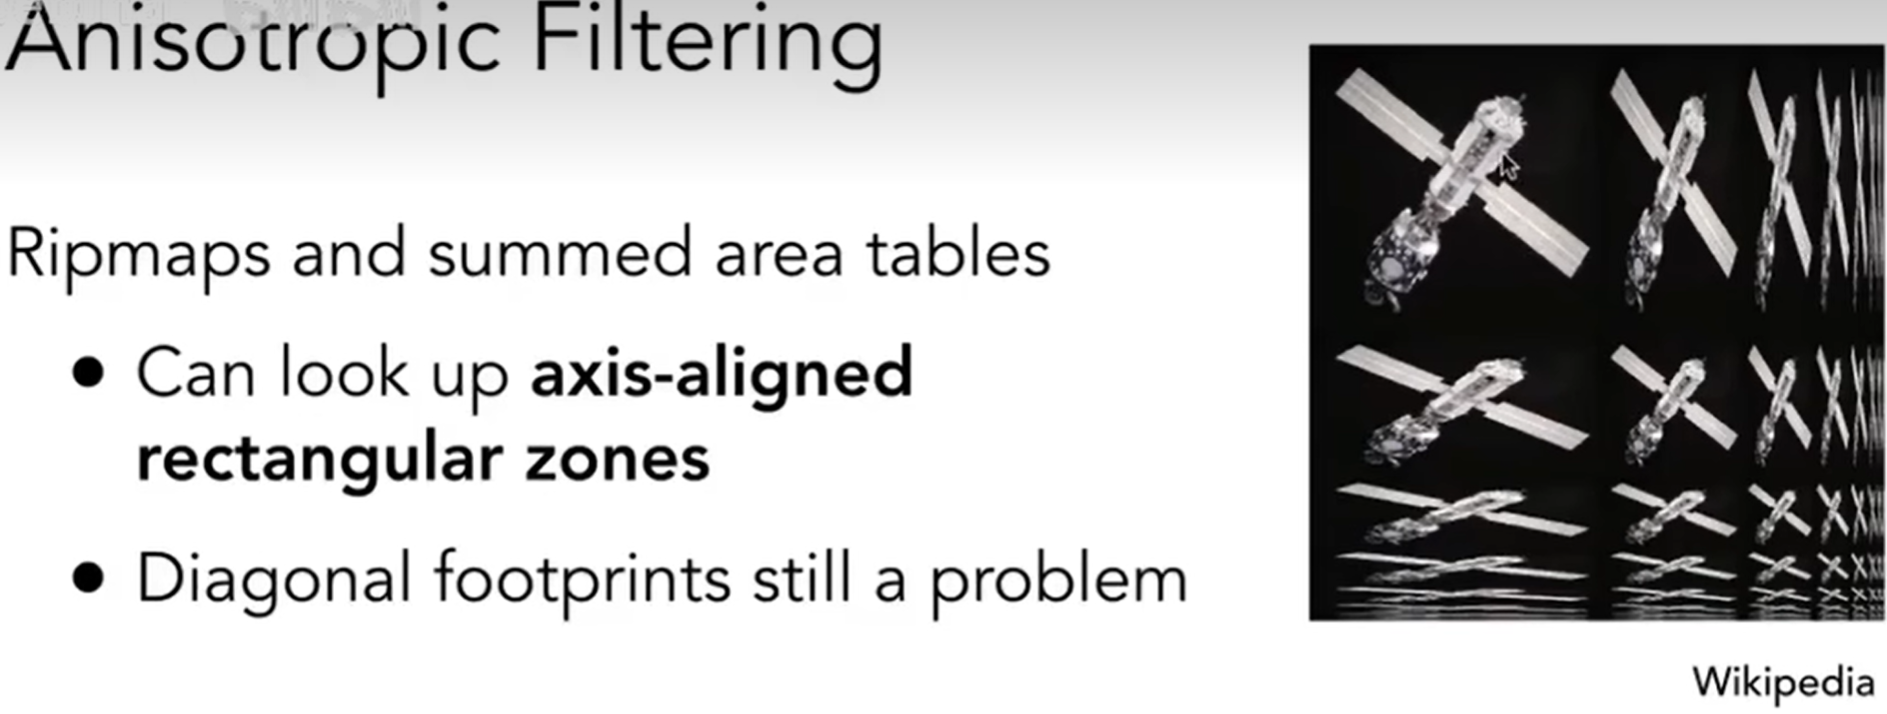 Anisotropic Filtering
Ripmaps and summed area tables
● Can look up axis-aligned
rectangular zones
● Diagonal footprints still a problem
Wikipedia